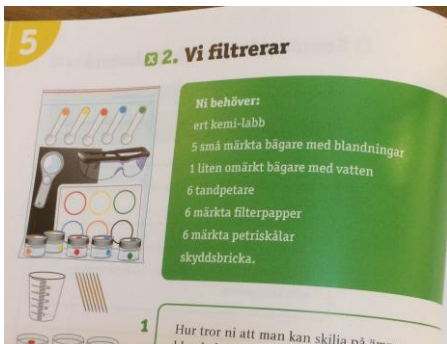 5
x 2. Vi filtrerar
Ni behöver:
ert kemi-labb
5 små märkta bägare med blandningar
1 liten omärkt bägare med vatten
6 tandpetare
6 märkta filterpapper
6 märkta petriskålar
skyddsbricka.
1
Hur tror ni att man kan skilja på